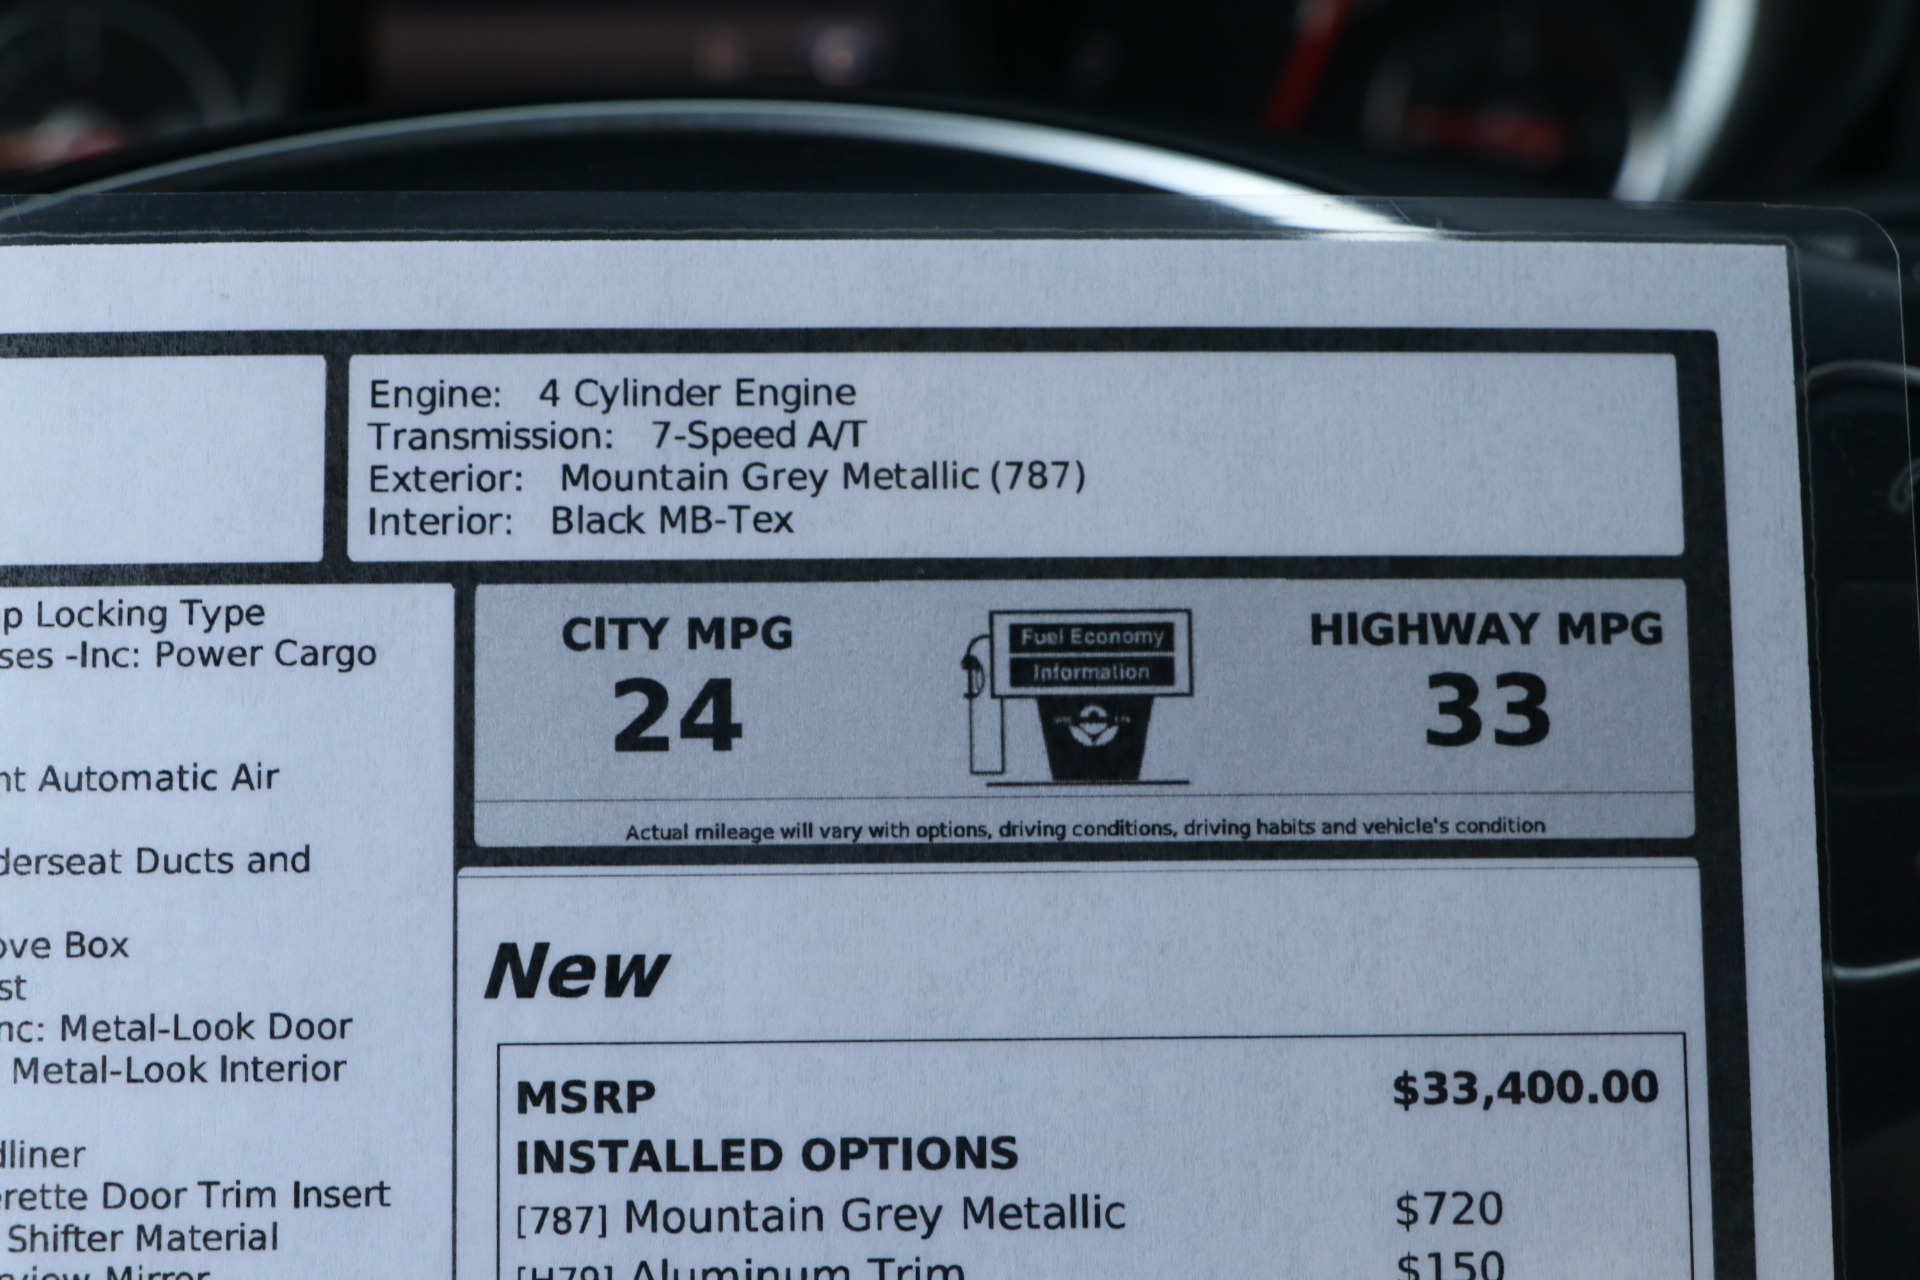 Engine: 4 Cylinder Engine
Transmission: 7-Speed A/T
Exterior: Mountain Grey Metallic (787)
Interior: Black MB-Tex
p Locking Type
ses -Inc: Power Cargo
nt Automatic Air
derseat Ducts and
ove Box
st
nc: Metal-Look Door
Metal-Look Interior
dliner
erette Door Trim Insert
Shifter Material
rview Mirror
CITY MPG
24
Fuel Economy
Information
HIGHWAY MPG
33
Actual mileage will vary with options, driving conditions, driving habits and vehicle's condition
New
MSRP $33,400.00
INSTALLED OPTIONS
[787] Mountain Grey Metallic $720
[H79] Aluminum Trim $150